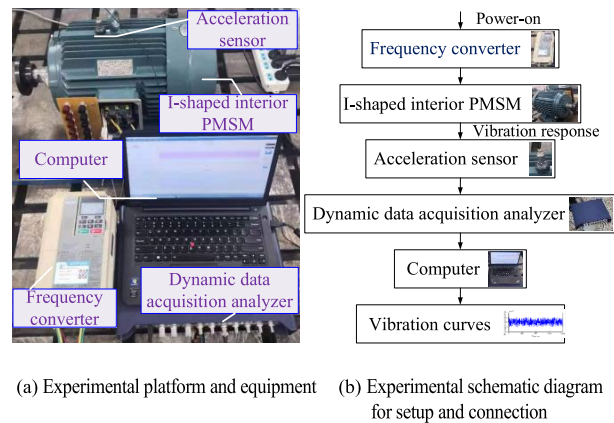 Acceleration
sensor
I-shaped interior
PMSM
Computer
Frequency
converter
Dynamic data
acquisition analyzer
(a) Experimental platform and equipment
Power-on
Frequency converter
I-shaped interior PMSM
Vibration response
Acceleration sensor
Dynamic data acquisition analyzer
Computer
Vibration curves
(b) Experimental schematic diagram
for setup and connection